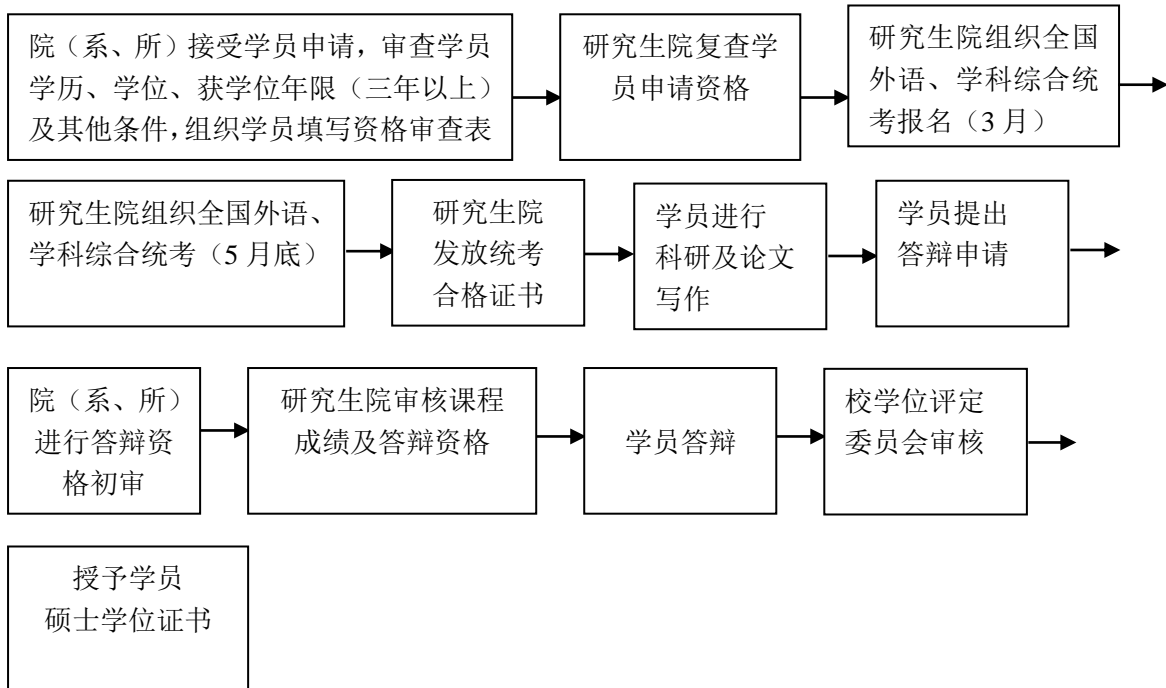 院（系、所）接受学员申请，审查学员
学历、学位、获学位年限（三年以上）
及其他条件，组织学员填写资格审查表
研究生院复查学
员申请资格
研究生院组织全国
外语、学科综合统
考报名（3 月）
研究生院组织全国外语、
学科综合统考（5 月底）
研究生院
发放统考
合格证书
学员进行
科研及论文
写作
学员提出
答辩申请
院（系、所）
进行答辩资
格初审
研究生院审核课程
成绩及答辩资格
学员答辩
校学位评定
委员会审核
授予学员
硕士学位证书